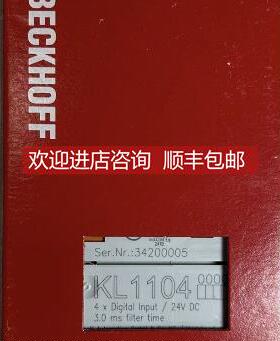 BECKHOFF
欢迎进店咨询 顺丰包邮
Ser.Nr.:34200005
KL1104
4 x Digital Input / 24V DC
3.0 ms filter time